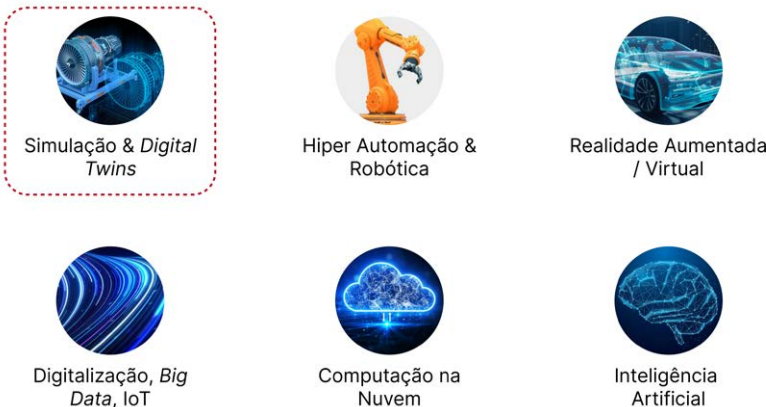 Simulação & Digital
Twins
Hiper Automação &
Robótica
Realidade Aumentada
/ Virtual
Digitalização, Big
Data, IoT
Computação na
Nuvem
Inteligência
Artificial